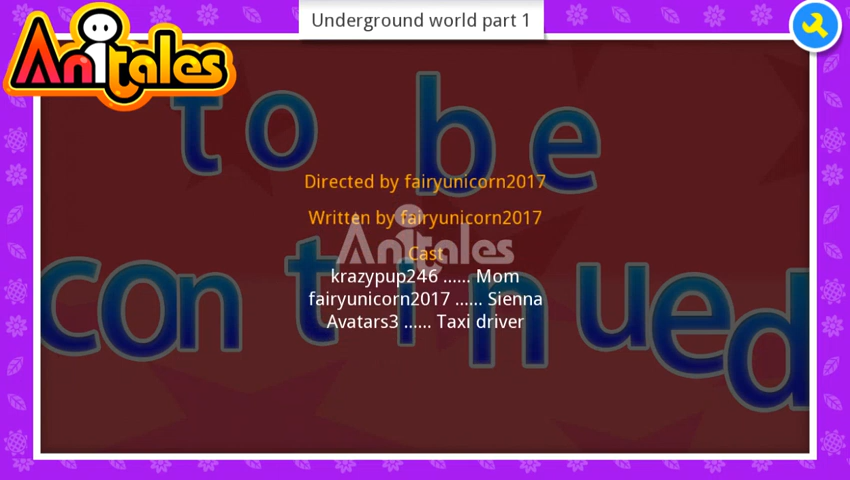 Underground world part 1
Anitales
to be
Directed by fairyunicorn2017
Written by fairyunicorn2017
Anitales
Cast
continued
krazypup246 ...... Mom
fairyunicorn2017 ...... Sienna
Avatars3 ...... Taxi driver